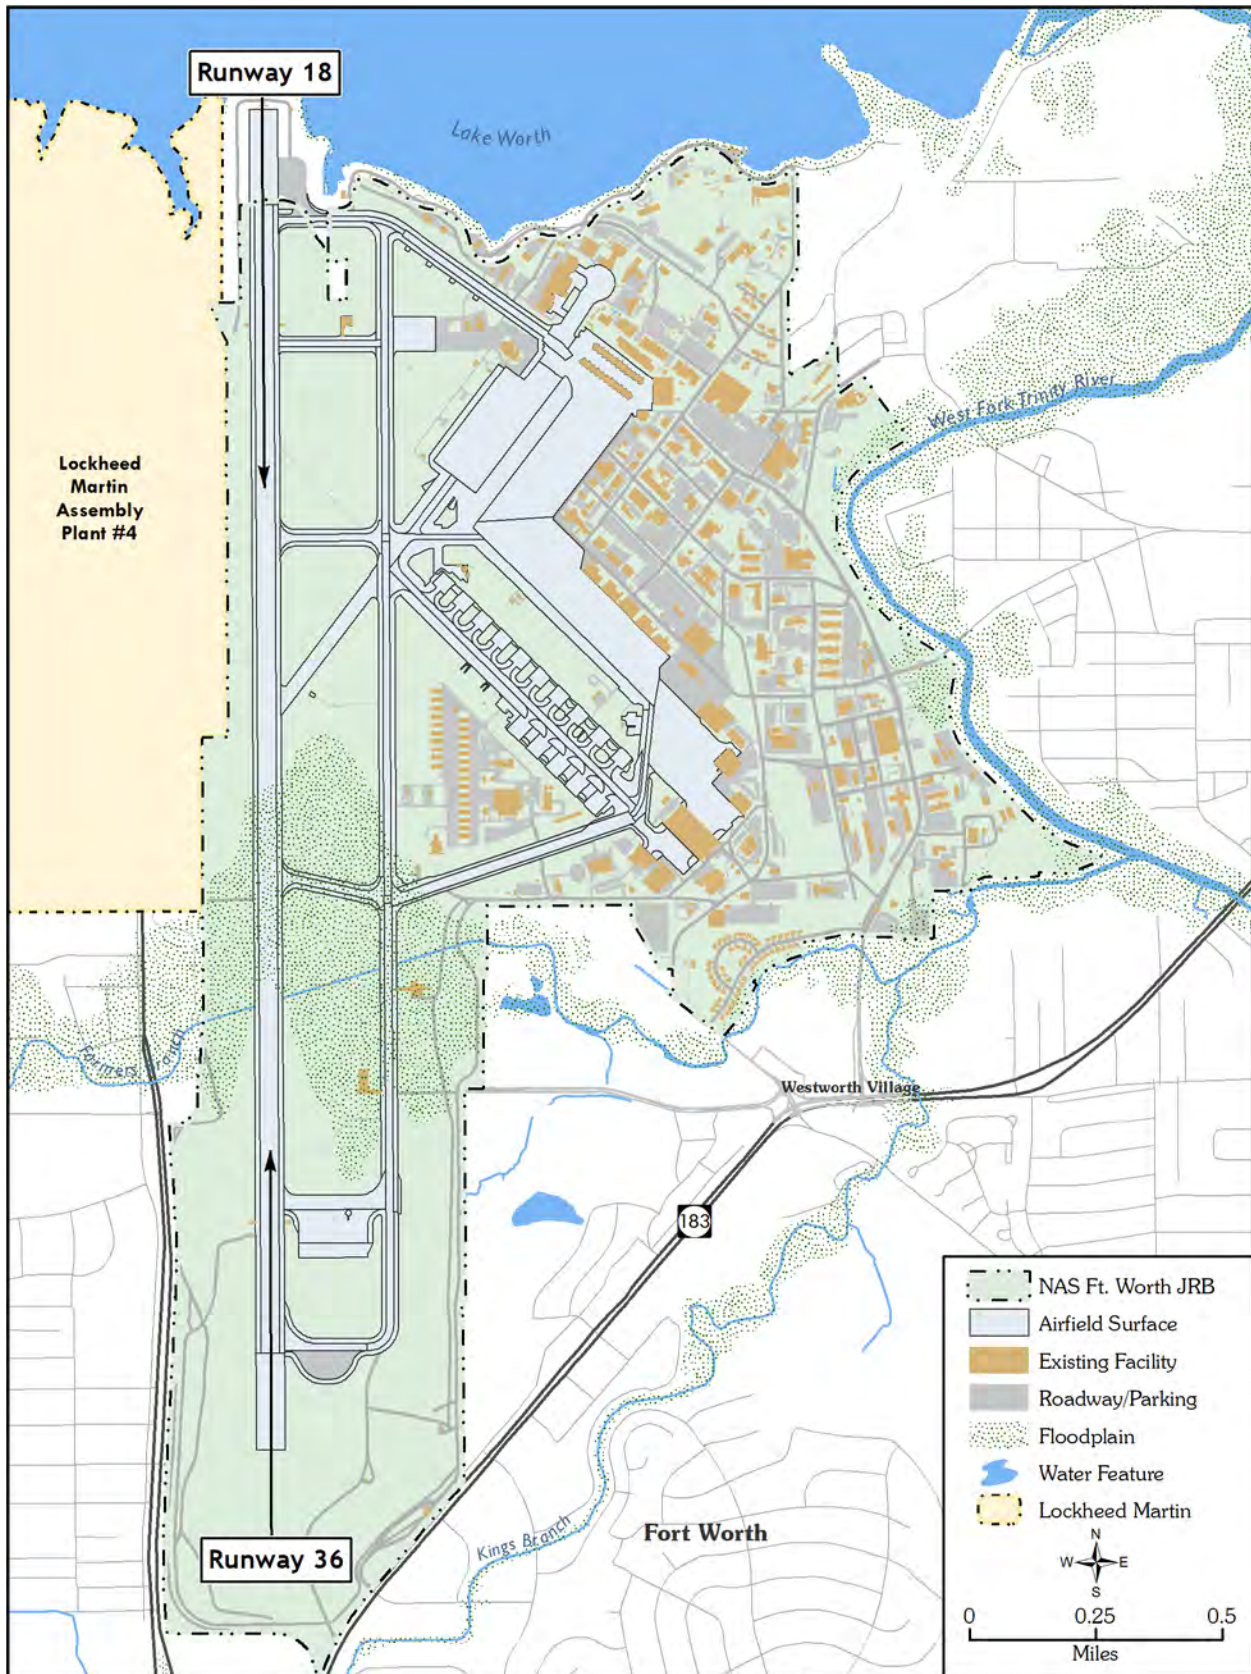 Runway 18
Lake Worth
West Fork Trinity River
Lockheed
Martin
Assembly
Plant #4
Farmers Branch
Westworth Village
183
Kings Branch
Fort Worth
Runway 36
NAS Ft. Worth JRB
Airfield Surface
Existing Facility
Roadway/Parking
Floodplain
Water Feature
Lockheed Martin
N
W E
S
0 0.25 0.5
Miles